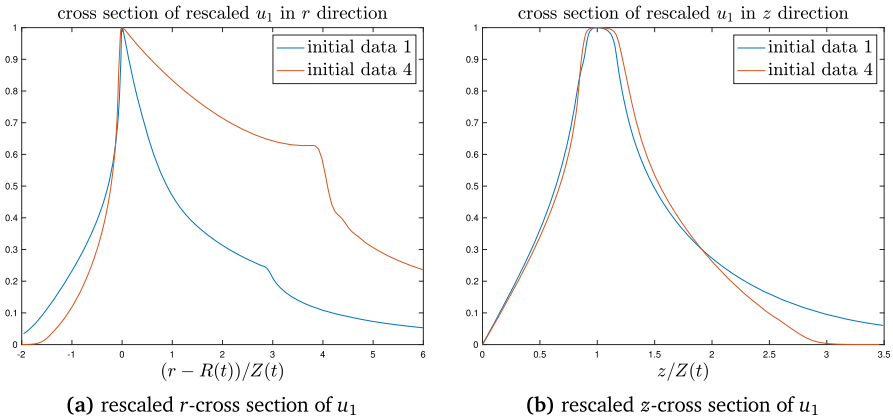 cross section of rescaled u₁ in r direction
1
0.9
0.8
0.7
0.6
0.5
0.4
0.3
0.2
0.1
0
-2 -1 0 1 2 3 4 5 6
initial data 1
initial data 4
(r − R(t))/Z(t)
(a) rescaled r-cross section of u₁
cross section of rescaled u₁ in z direction
1
0.9
0.8
0.7
0.6
0.5
0.4
0.3
0.2
0.1
0
0 0.5 1 1.5 2 2.5 3 3.5
initial data 1
initial data 4
z/Z(t)
(b) rescaled z-cross section of u₁